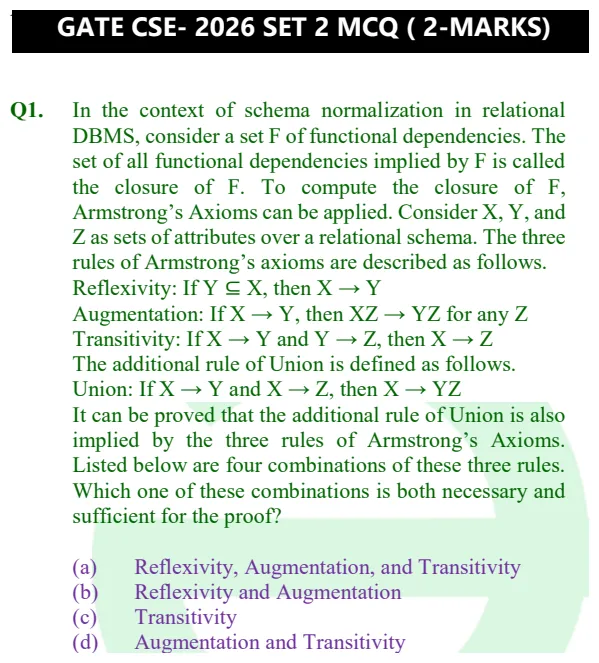 GATE CSE- 2026 SET 2 MCQ ( 2-MARKS)
Q1. In the context of schema normalization in relational
DBMS, consider a set F of functional dependencies. The
set of all functional dependencies implied by F is called
the closure of F. To compute the closure of F,
Armstrong's Axioms can be applied. Consider X, Y, and
Z as sets of attributes over a relational schema. The three
rules of Armstrong's axioms are described as follows.
Reflexivity: If Y ⊆ X, then X → Y
Augmentation: If X → Y, then XZ → YZ for any Z
Transitivity: If X → Y and Y → Z, then X → Z
The additional rule of Union is defined as follows.
Union: If X → Y and X → Z, then X → YZ
It can be proved that the additional rule of Union is also
implied by the three rules of Armstrong's Axioms.
Listed below are four combinations of these three rules.
Which one of these combinations is both necessary and
sufficient for the proof?
(a) Reflexivity, Augmentation, and Transitivity
(b) Reflexivity and Augmentation
(c) Transitivity
(d) Augmentation and Transitivity